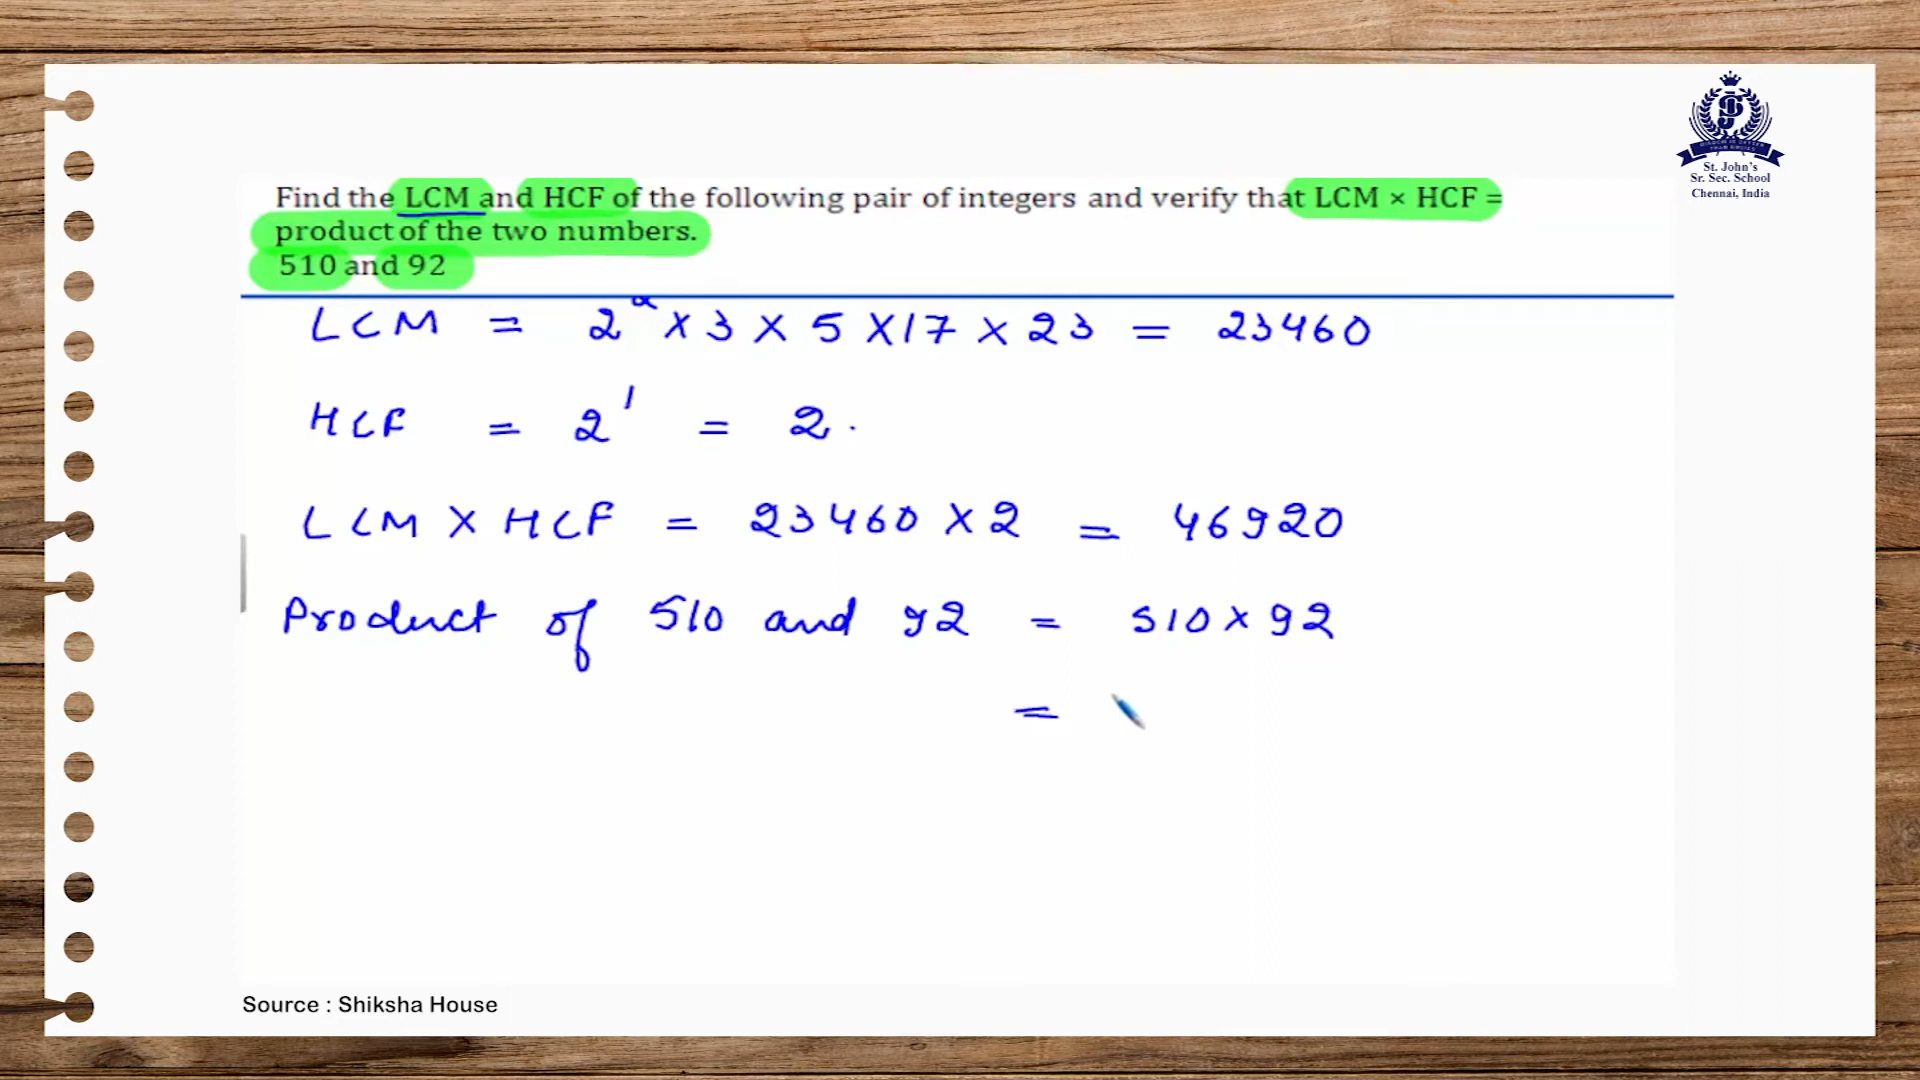 St. John's
Sr. Sec. School
Chennai, India
Find the LCM and HCF of the following pair of integers and verify that LCM × HCF =
product of the two numbers.
510 and 92
LCM = 2² × 3 × 5 × 17 × 23 = 23460
HCF = 2¹ = 2.
LCM × HCF = 23460 × 2 = 46920
Product of 510 and 92 = 510 × 92
=
Source : Shiksha House